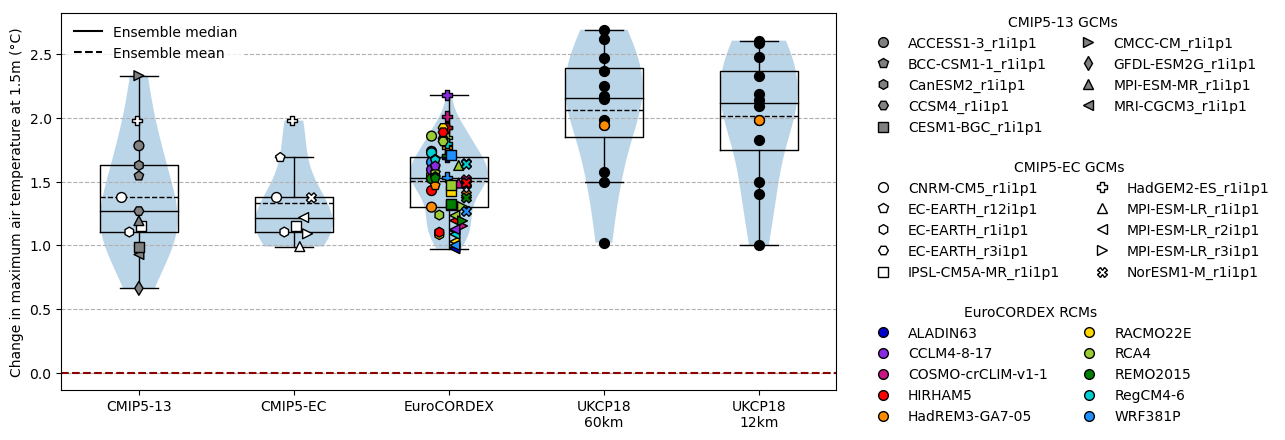 Change in maximum air temperature at 1.5m (°C)
Ensemble median
Ensemble mean
2.5
2.0
1.5
1.0
0.5
0.0
CMIP5-13
CMIP5-EC
EuroCORDEX
UKCP18
60km
UKCP18
12km
CMIP5-13 GCMs
ACCESS1-3_r1i1p1
BCC-CSM1-1_r1i1p1
CanESM2_r1i1p1
CCSM4_r1i1p1
CESM1-BGC_r1i1p1
CMCC-CM_r1i1p1
GFDL-ESM2G_r1i1p1
MPI-ESM-MR_r1i1p1
MRI-CGCM3_r1i1p1
CMIP5-EC GCMs
CNRM-CM5_r1i1p1
EC-EARTH_r12i1p1
EC-EARTH_r1i1p1
EC-EARTH_r3i1p1
IPSL-CM5A-MR_r1i1p1
HadGEM2-ES_r1i1p1
MPI-ESM-LR_r1i1p1
MPI-ESM-LR_r2i1p1
MPI-ESM-LR_r3i1p1
NorESM1-M_r1i1p1
EuroCORDEX RCMs
ALADIN63
CCLM4-8-17
COSMO-crCLIM-v1-1
HIRHAM5
HadREM3-GA7-05
RACMO22E
RCA4
REMO2015
RegCM4-6
WRF381P